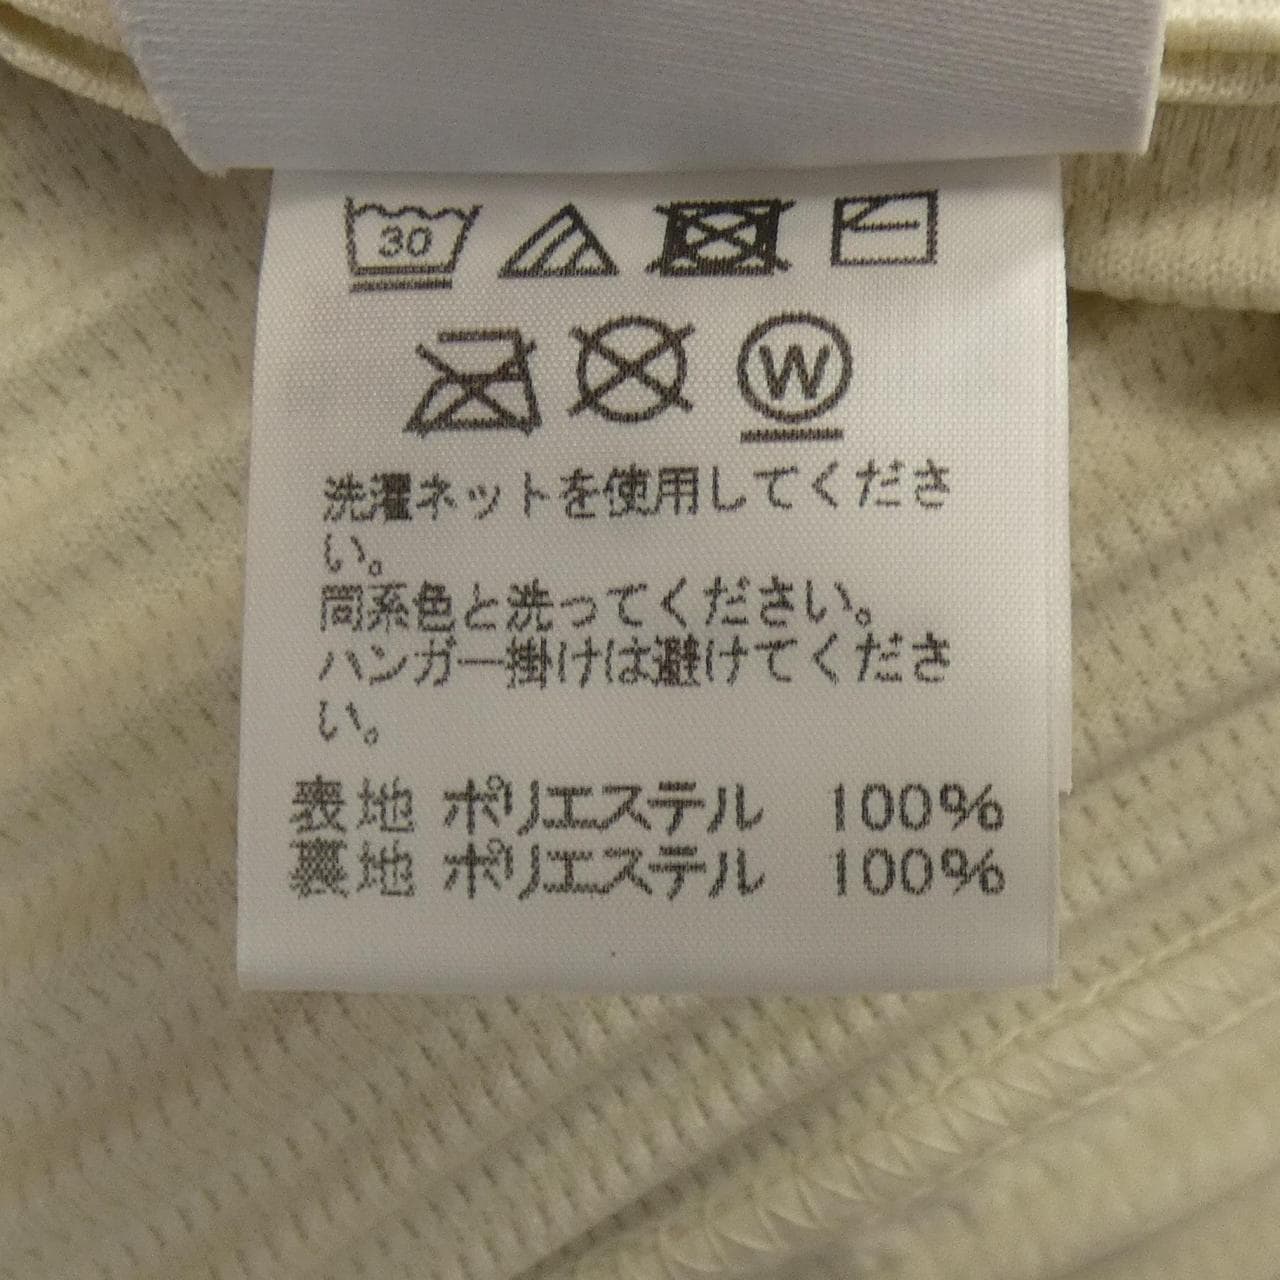 30
W
洗濯ネットを使用してくださ
い。
同系色と洗ってください。
ハンガー掛けは避けてくださ
い。
表地 ポリエステル 100%
裏地 ポリエステル 100%